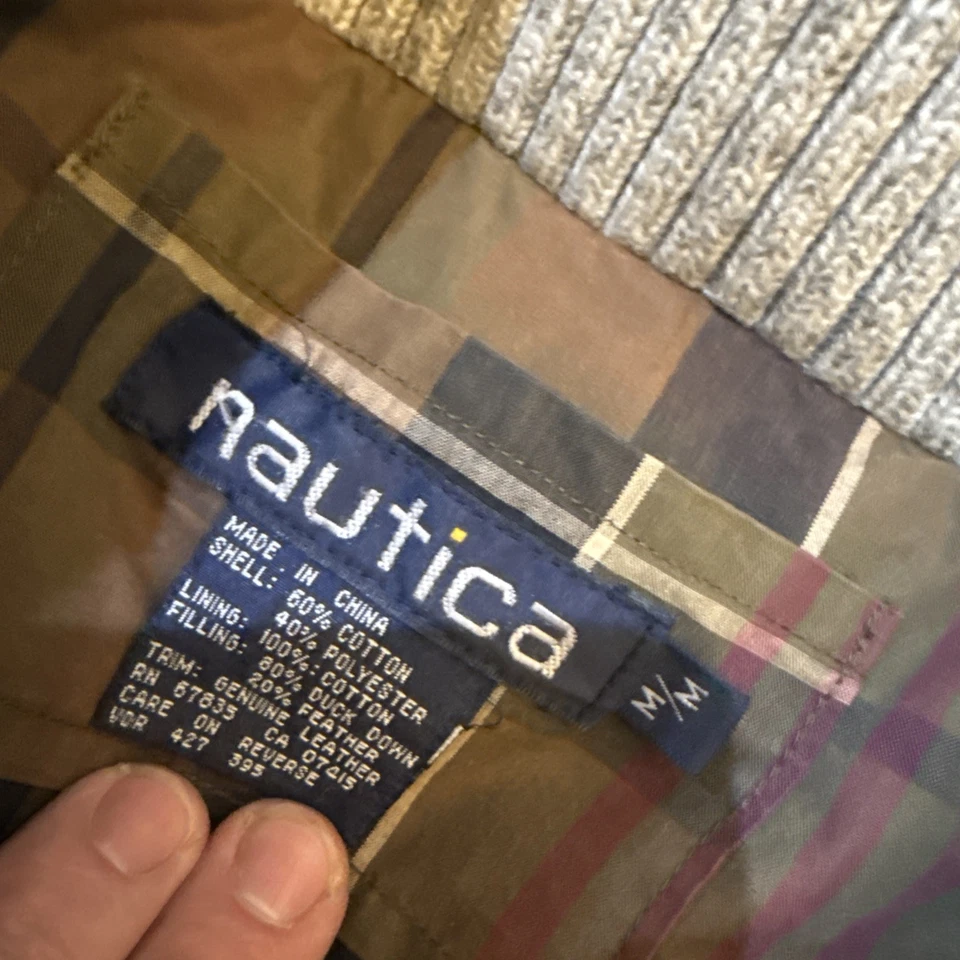 nautica
M/M
MADE IN CHINA
SHELL: 60% COTTON
40% POLYESTER
LINING: 100% COTTON
FILLING: 80% DUCK DOWN
20% FEATHER
TRIM: GENUINE LEATHER
RN 67835 CA 07415
CARE ON REVERSE
VDR 427 395